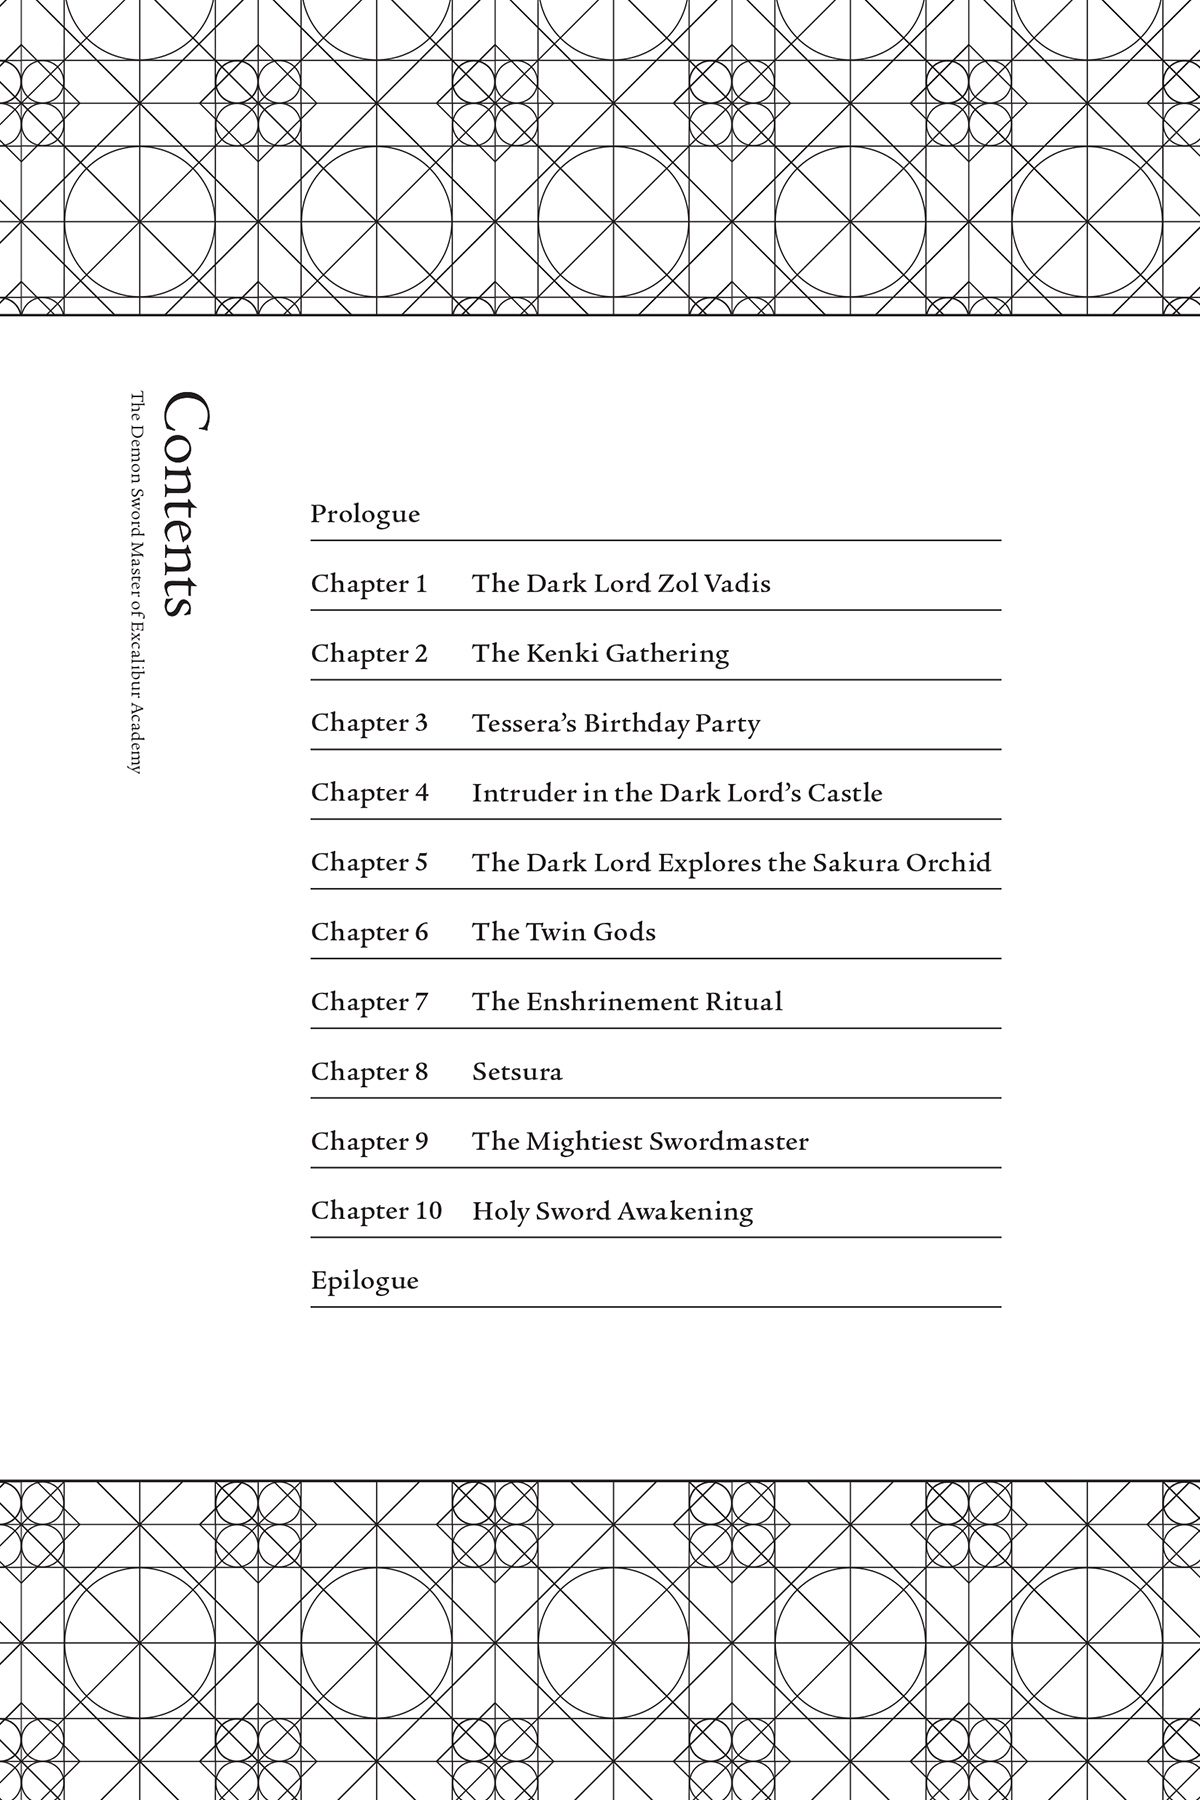 Contents
The Demon Sword Master of Excalibur Academy
Prologue
Chapter 1 The Dark Lord Zol Vadis
Chapter 2 The Kenki Gathering
Chapter 3 Tessera’s Birthday Party
Chapter 4 Intruder in the Dark Lord’s Castle
Chapter 5 The Dark Lord Explores the Sakura Orchid
Chapter 6 The Twin Gods
Chapter 7 The Enshrinement Ritual
Chapter 8 Setsura
Chapter 9 The Mightiest Swordmaster
Chapter 10 Holy Sword Awakening
Epilogue